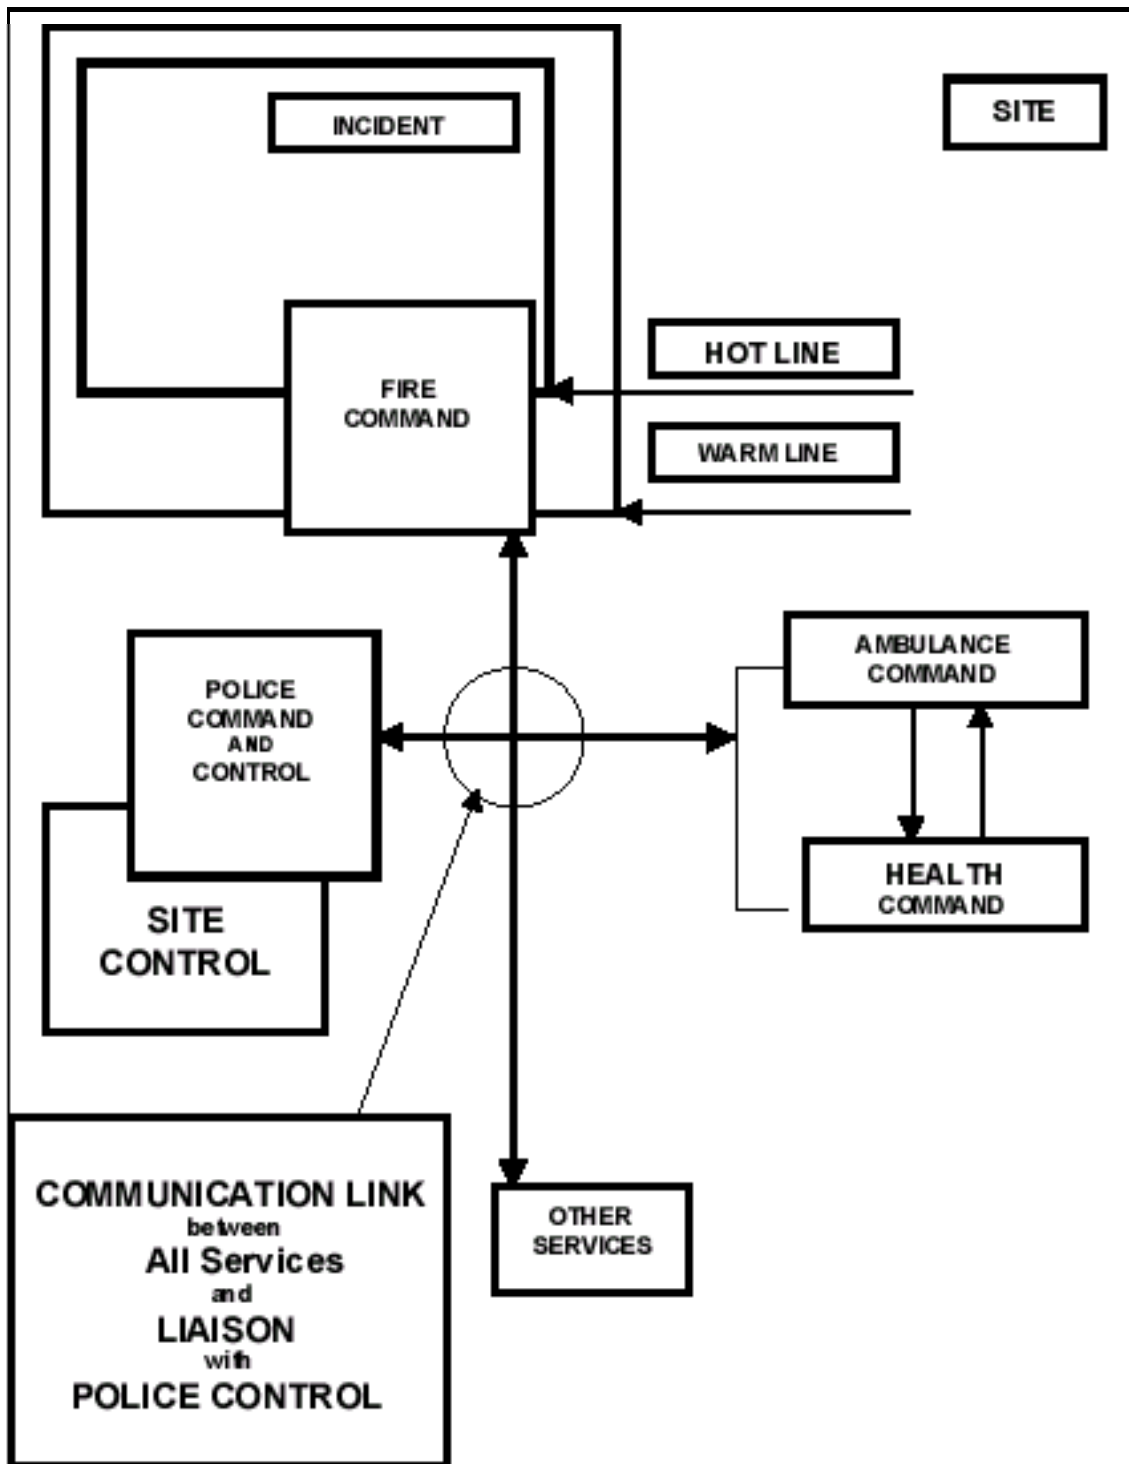 INCIDENT
SITE
HOT LINE
FIRE
COMMAND
WARM LINE
AMBULANCE
COMMAND
POLICE
COMMAND
AND
CONTROL
HEALTH
COMMAND
SITE
CONTROL
COMMUNICATION LINK
between
All Services
and
LIAISON
with
POLICE CONTROL
OTHER
SERVICES